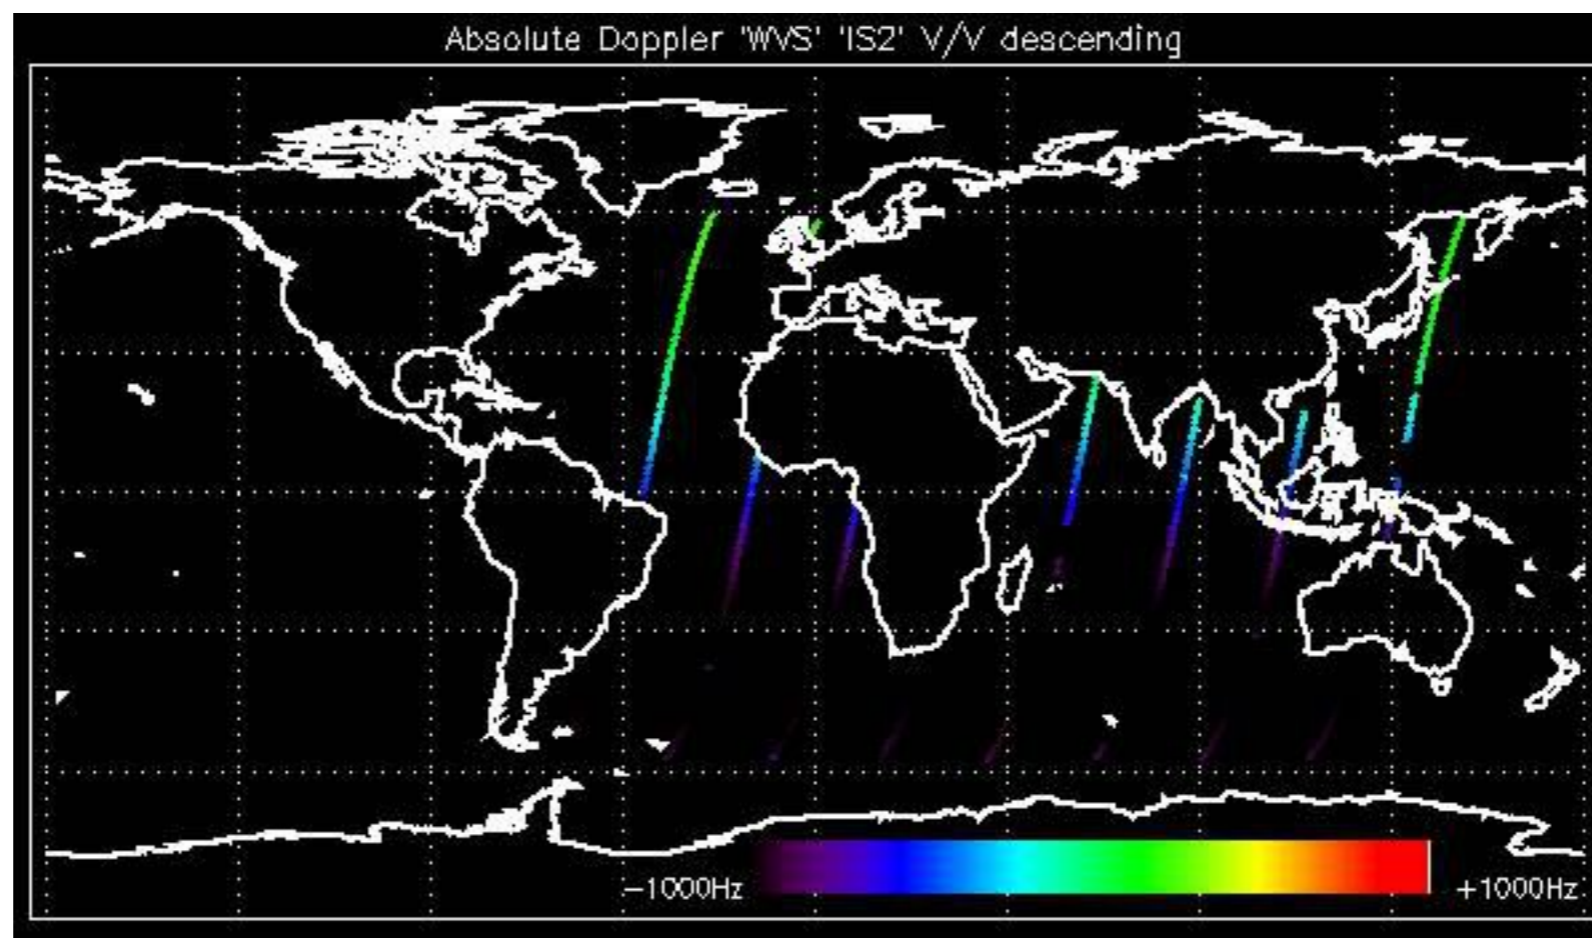 Absolute Doppler 'WVS' 'IS2' V/V descending
-1000Hz
+1000Hz